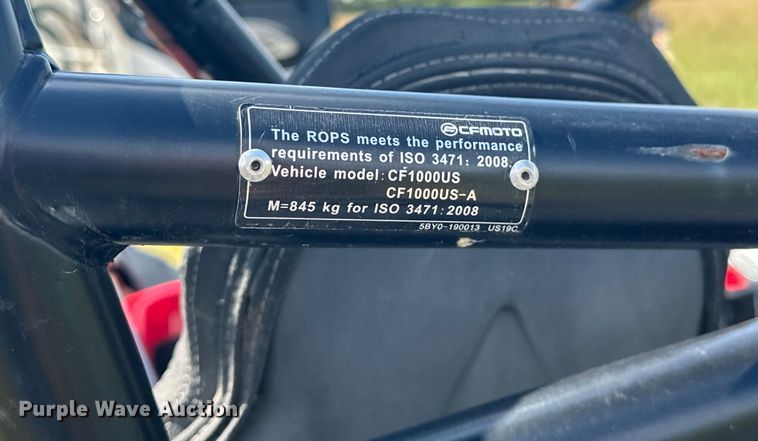 CFMOTO
The ROPS meets the performance
requirements of ISO 3471: 2008.
Vehicle model: CF1000US
CF1000US-A
M=845 kg for ISO 3471:2008
5BY0-190013 US19C
Purple Wave Auction